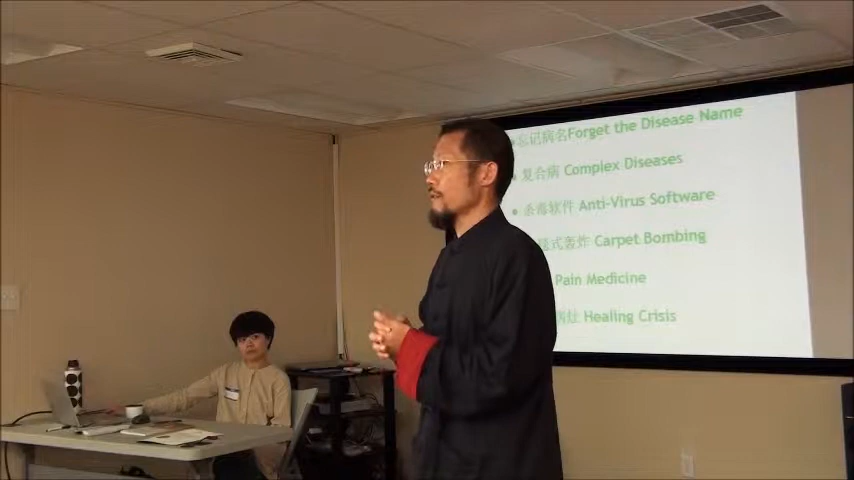 忘记病名Forget the Disease Name
复合病 Complex Diseases
杀毒软件 Anti-Virus Software
式轰炸 Carpet Bombing
Pain Medicine
Healing Crisis